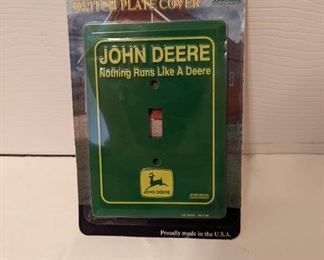 SWITCH PLATE COVER
JOHN DEERE
Nothing Runs Like A Deere
JOHN DEERE
Proudly made in the U.S.A.